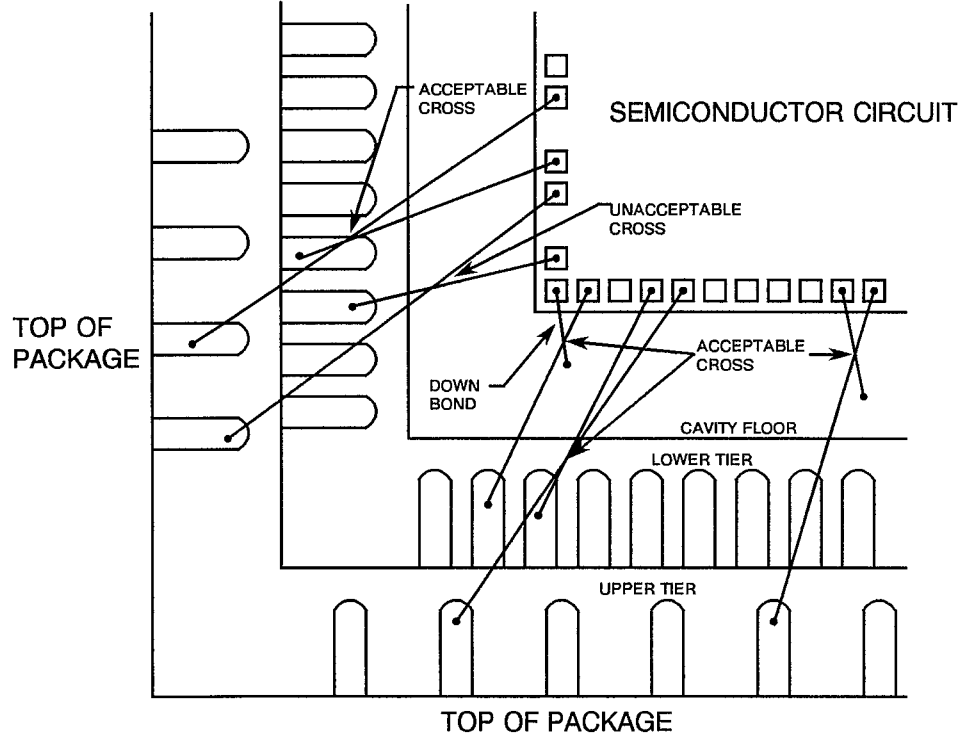 ACCEPTABLE
CROSS
SEMICONDUCTOR CIRCUIT
UNACCEPTABLE
CROSS
TOP OF
PACKAGE
ACCEPTABLE
CROSS
DOWN
BOND
CAVITY FLOOR
LOWER TIER
UPPER TIER
TOP OF PACKAGE